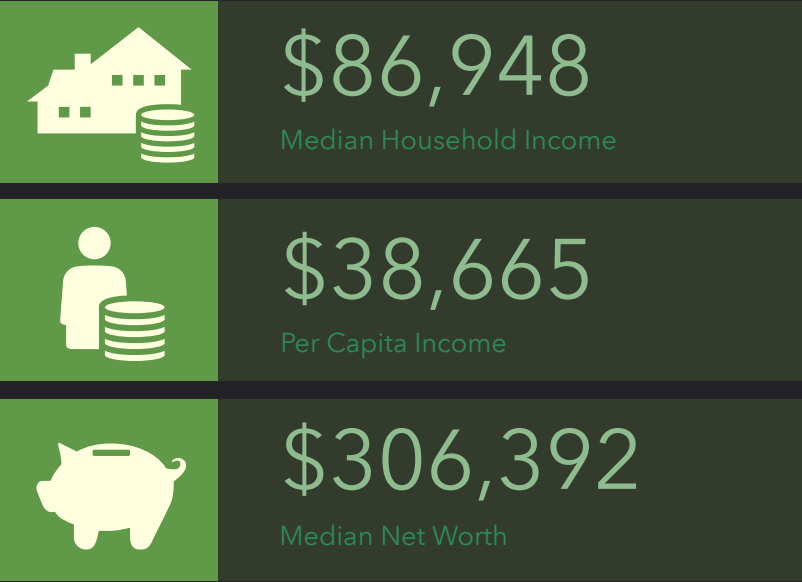 $86,948
Median Household Income
$38,665
Per Capita Income
$306,392
Median Net Worth